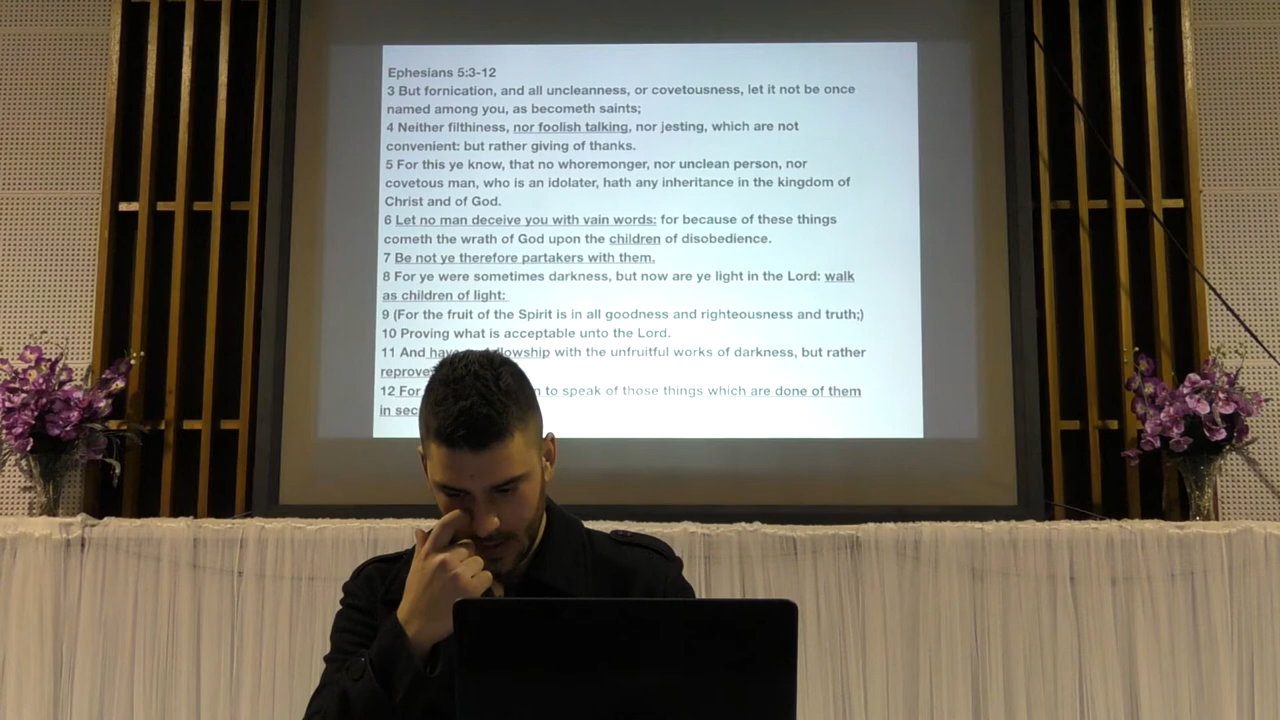 Ephesians 5:3-12
3 But fornication, and all uncleanness, or covetousness, let it not be once
named among you, as becometh saints;
4 Neither filthiness, nor foolish talking, nor jesting, which are not
convenient: but rather giving of thanks.
5 For this ye know, that no whoremonger, nor unclean person, nor
covetous man, who is an idolater, hath any inheritance in the kingdom of
Christ and of God.
6 Let no man deceive you with vain words: for because of these things
cometh the wrath of God upon the children of disobedience.
7 Be not ye therefore partakers with them.
8 For ye were sometimes darkness, but now are ye light in the Lord: walk
as children of light:
9 (For the fruit of the Spirit is in all goodness and righteousness and truth;)
10 Proving what is acceptable unto the Lord.
11 And have with the unfruitful works of darkness, but rather
reprove
12 For to speak of those things which are done of them
in